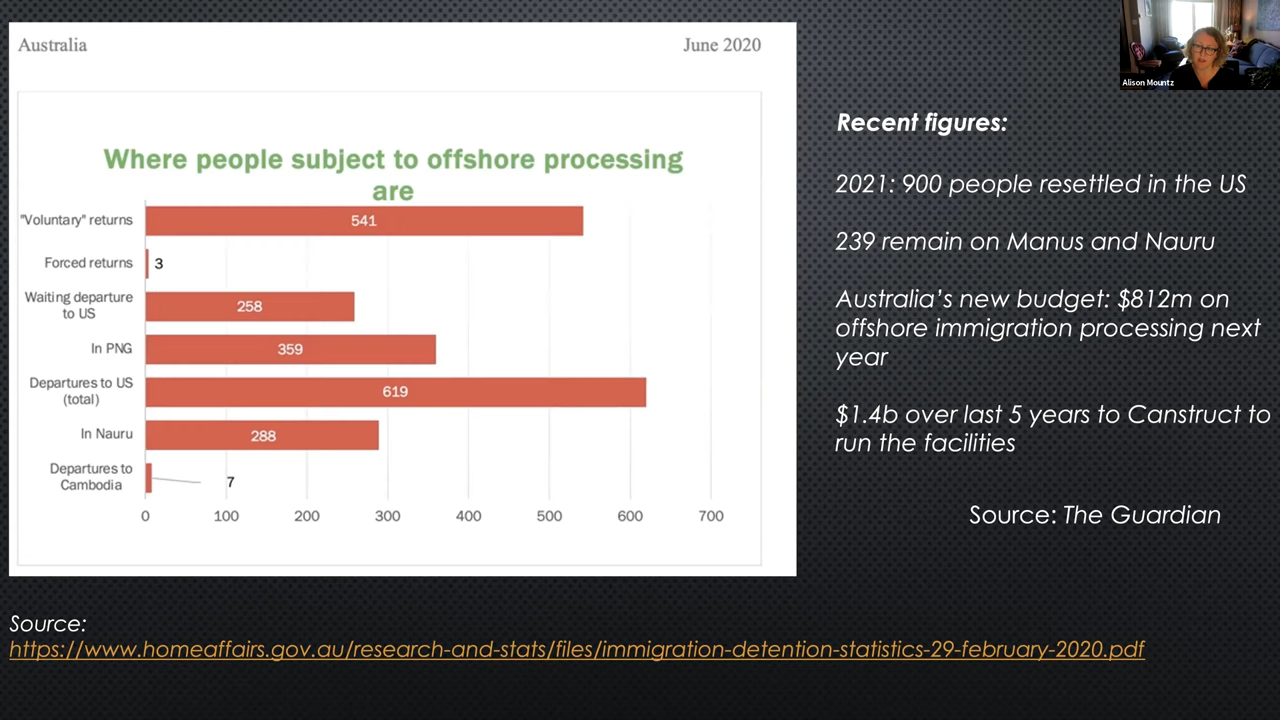 Australia
June 2020
Where people subject to offshore processing
are
"Voluntary" returns
541
Forced returns
3
Waiting departure
to US
258
In PNG
359
Departures to US
(total)
619
In Nauru
288
Departures to
Cambodia
7
0 100 200 300 400 500 600 700
Alison Mountz
Recent figures:
2021: 900 people resettled in the US
239 remain on Manus and Nauru
Australia’s new budget: $812m on
offshore immigration processing next
year
$1.4b over last 5 years to Canstruct to
run the facilities
Source: The Guardian
Source:
https://www.homeaffairs.gov.au/research-and-stats/files/immigration-detention-statistics-29-february-2020.pdf